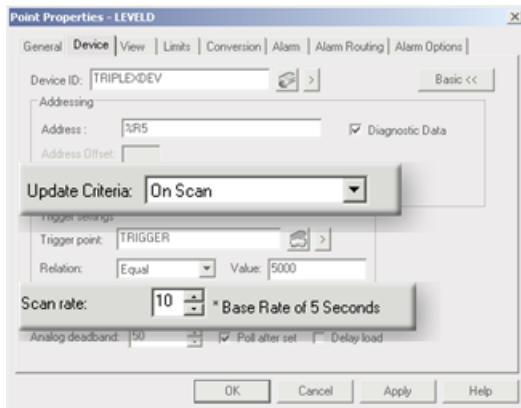 Point Properties - LEVELD
General Device View Limits Conversion Alarm Alarm Routing Alarm Options
Device ID: TRIPLEXDEV Basic <<
Addressing
Address : %R5 Diagnostic Data
Address Offset:
Update Criteria: On Scan
Trigger settings
Trigger point: TRIGGER
Relation: Equal Value: 5000
Scan rate: 10 * Base Rate of 5 Seconds
Analog deadband: 50 Poll after set Delay load
OK Cancel Apply Help